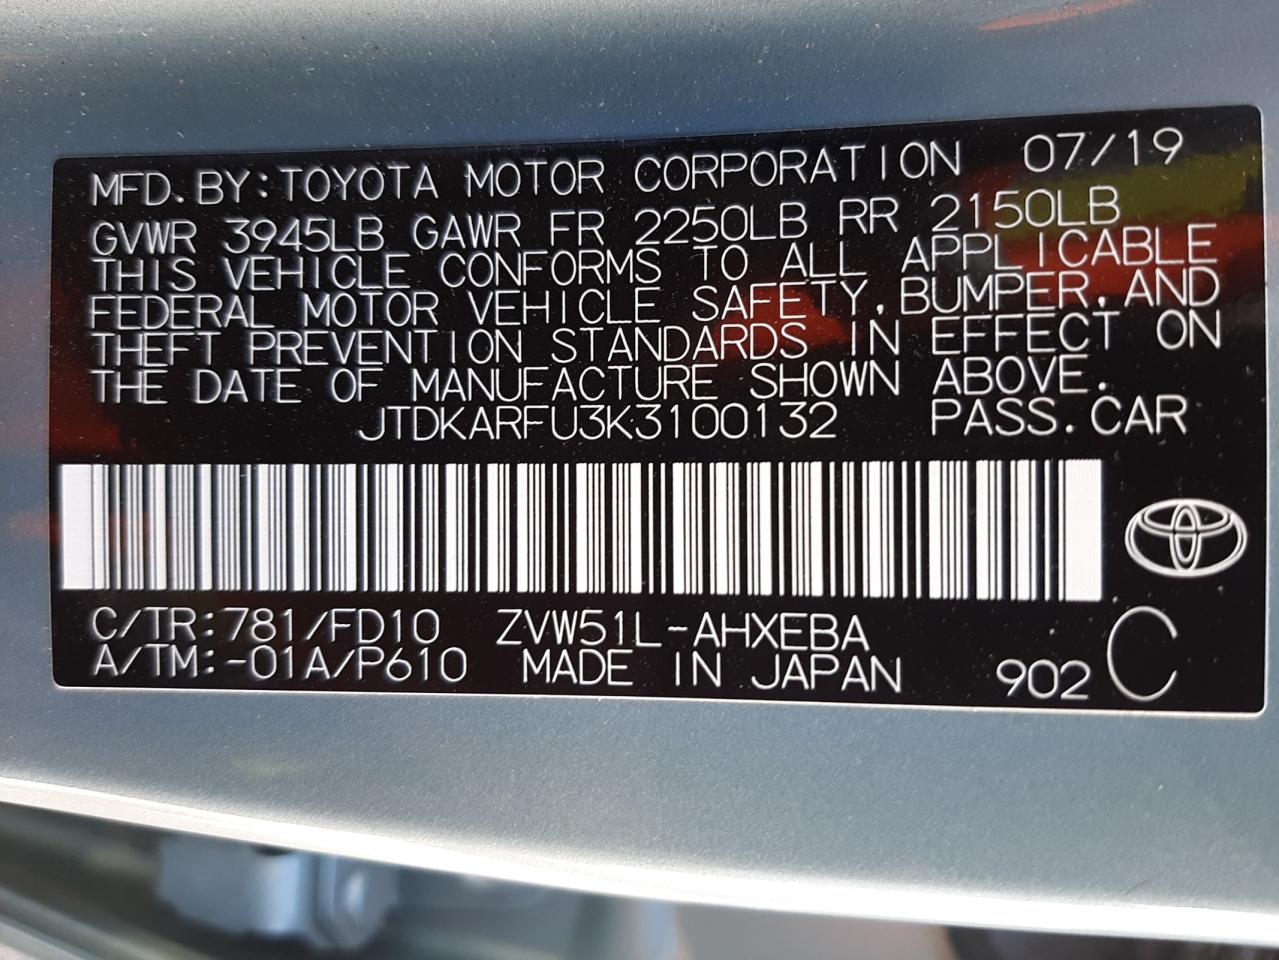 MFD. BY: TOYOTA MOTOR CORPORATION 07/19
GVWR 3945LB GAWR FR 2250LB RR 2150LB
THIS VEHICLE CONFORMS TO ALL APPLICABLE
FEDERAL MOTOR VEHICLE SAFETY, BUMPER, AND
THEFT PREVENTION STANDARDS IN EFFECT ON
THE DATE OF MANUFACTURE SHOWN ABOVE.
JTDKARFU3K3100132 PASS. CAR
C/TR: 781/FD10 ZVW51L-AHXEBA
A/TM: -01A/P610 MADE IN JAPAN 902 C